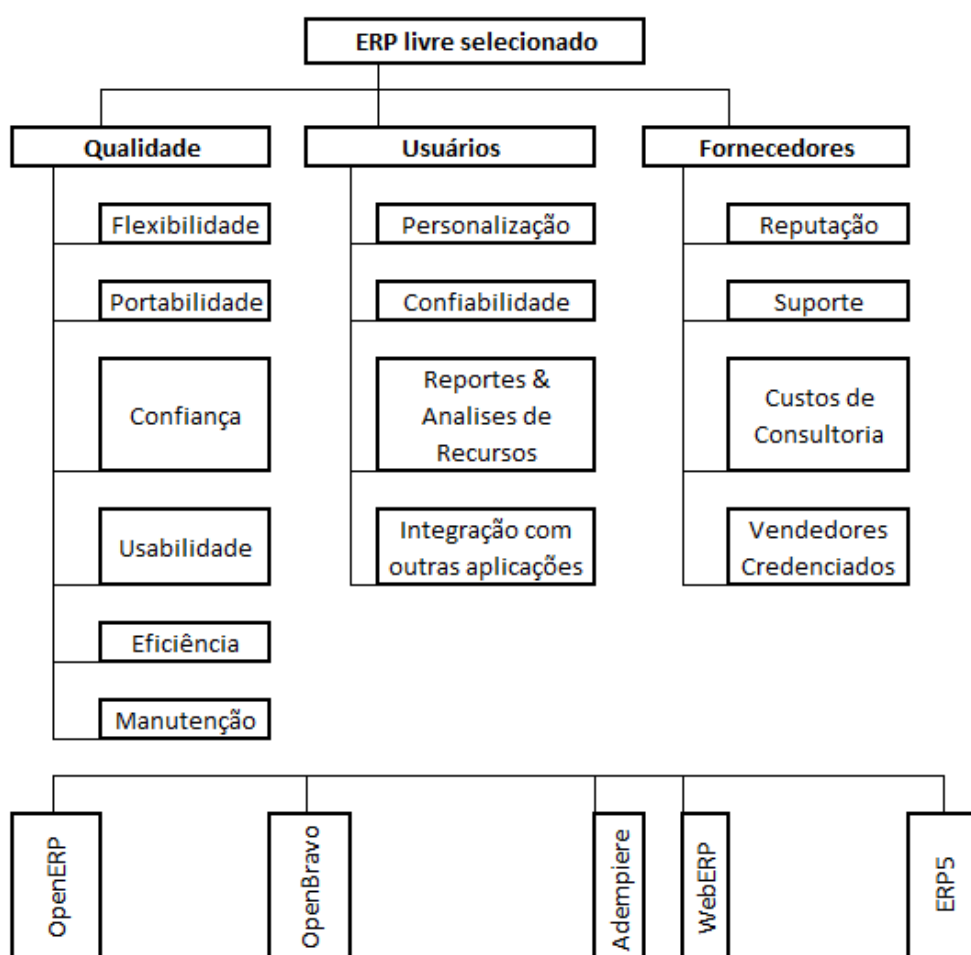 ERP livre selecionado
Qualidade
Usuários
Fornecedores
Flexibilidade
Personalização
Reputação
Portabilidade
Confiabilidade
Suporte
Confiança
Reportes &
Analises de
Recursos
Custos de
Consultoria
Usabilidade
Integração com
outras aplicações
Vendedores
Credenciados
Eficiência
Manutenção
OpenERP
OpenBravo
Adempiere
WebERP
ERP5